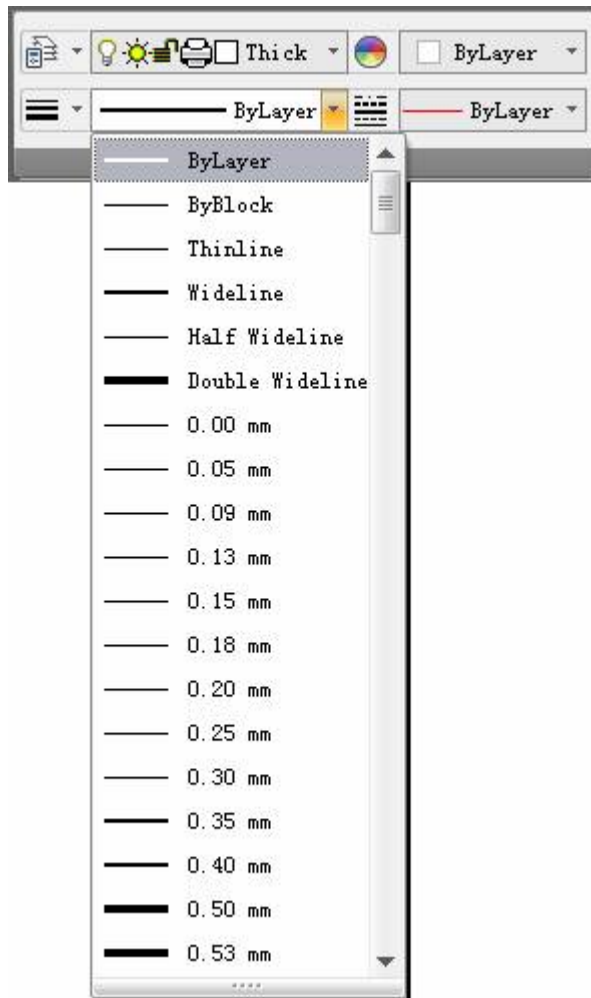 Thick ByLayer
ByLayer ByLayer
ByLayer
ByBlock
Thinline
Wideline
Half Wideline
Double Wideline
0.00 mm
0.05 mm
0.09 mm
0.13 mm
0.15 mm
0.18 mm
0.20 mm
0.25 mm
0.30 mm
0.35 mm
0.40 mm
0.50 mm
0.53 mm